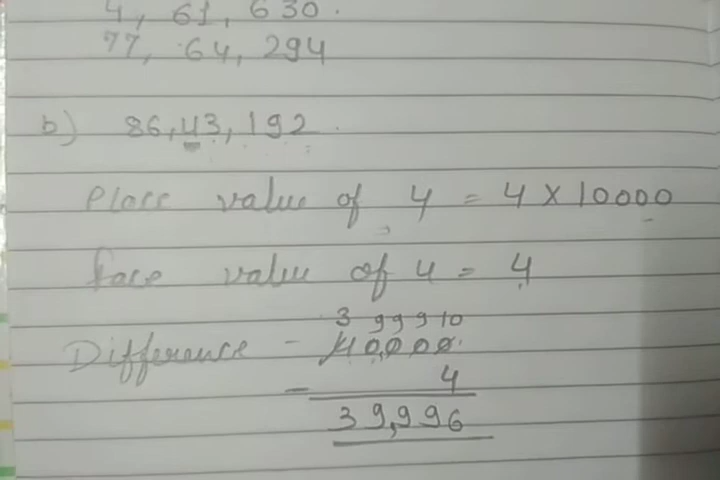 4, 61, 630.
77, 64, 294
b) 86,43,192.
Place value of 4 = 4 X 10000
face value of 4 = 4
3 9 9 9 10
Difference - 40,000
- 4
39,996